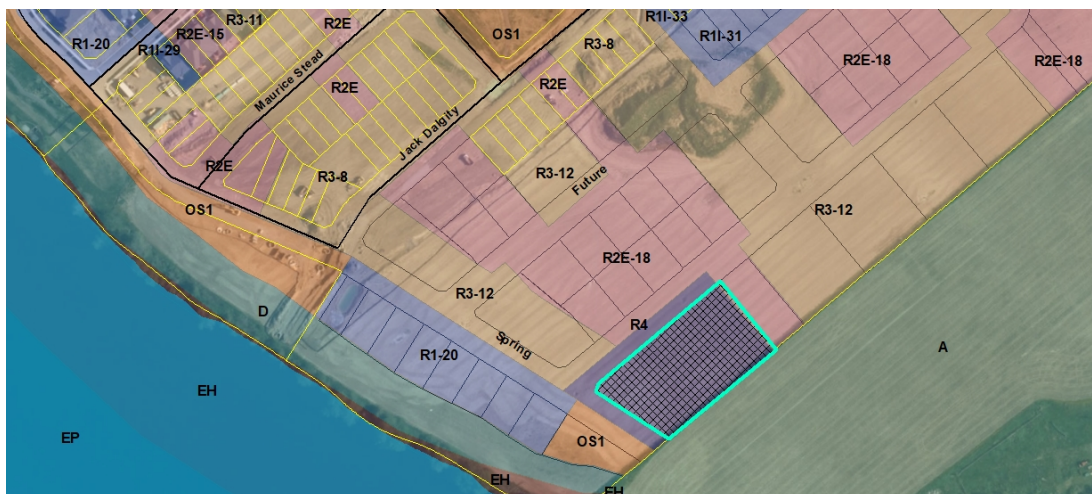 R3-11
R2E
R1I-33
R1-20
R2E-15
OS1
R1I-31
R1I-29
R3-8
R2E-18
R2E-18
Maurice Stead
R2E
R2E
Jack Dalgity
R2E
R3-8
R3-12
Future
OS1
R3-12
R2E-18
R3-12
D
R4
Spring
A
R1-20
EH
EP
OS1
EH
EH